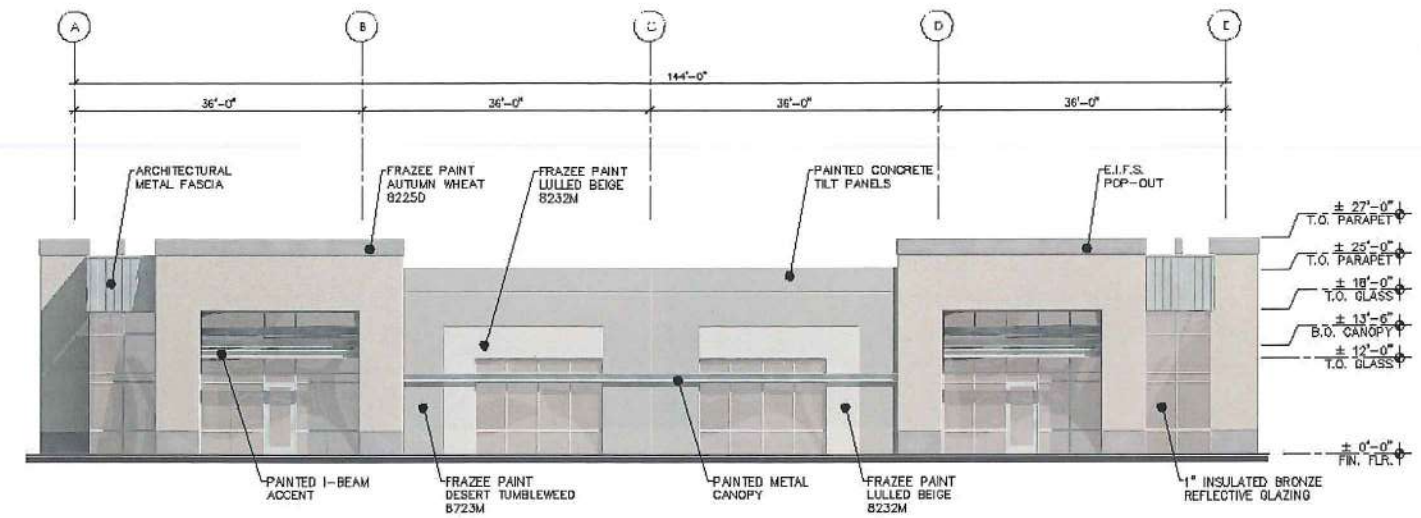 A
B
C
D
E
144'-0"
36'-0"
36'-0"
36'-0"
36'-0"
ARCHITECTURAL
METAL FASCIA
FRAZEE PAINT
AUTUMN WHEAT
8225D
FRAZEE PAINT
LULLED BEIGE
8232M
PAINTED CONCRETE
TILT PANELS
E.I.F.S.
POP-OUT
± 27'-0"
T.O. PARAPET
± 25'-0"
T.O. PARAPET
± 18'-0"
T.O. GLASS
± 13'-6"
B.O. CANOPY
± 12'-0"
T.O. GLASS
± 0'-0"
FIN. FLR.
PAINTED I-BEAM
ACCENT
FRAZEE PAINT
DESERT TUMBLEWEED
8723M
PAINTED METAL
CANOPY
FRAZEE PAINT
LULLED BEIGE
8232M
1" INSULATED BRONZE
REFLECTIVE GLAZING